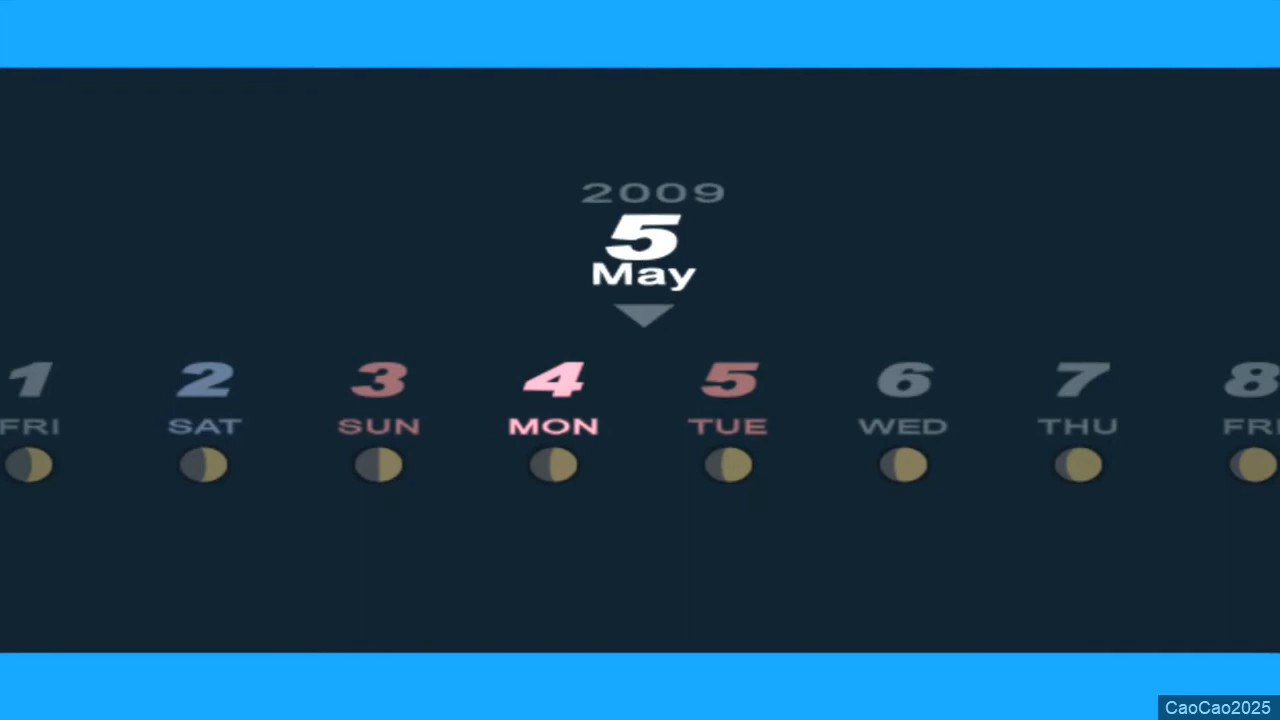 2009
5
May
1 2 3 4 5 6 7 8
FRI SAT SUN MON TUE WED THU FRI
CaoCao2025